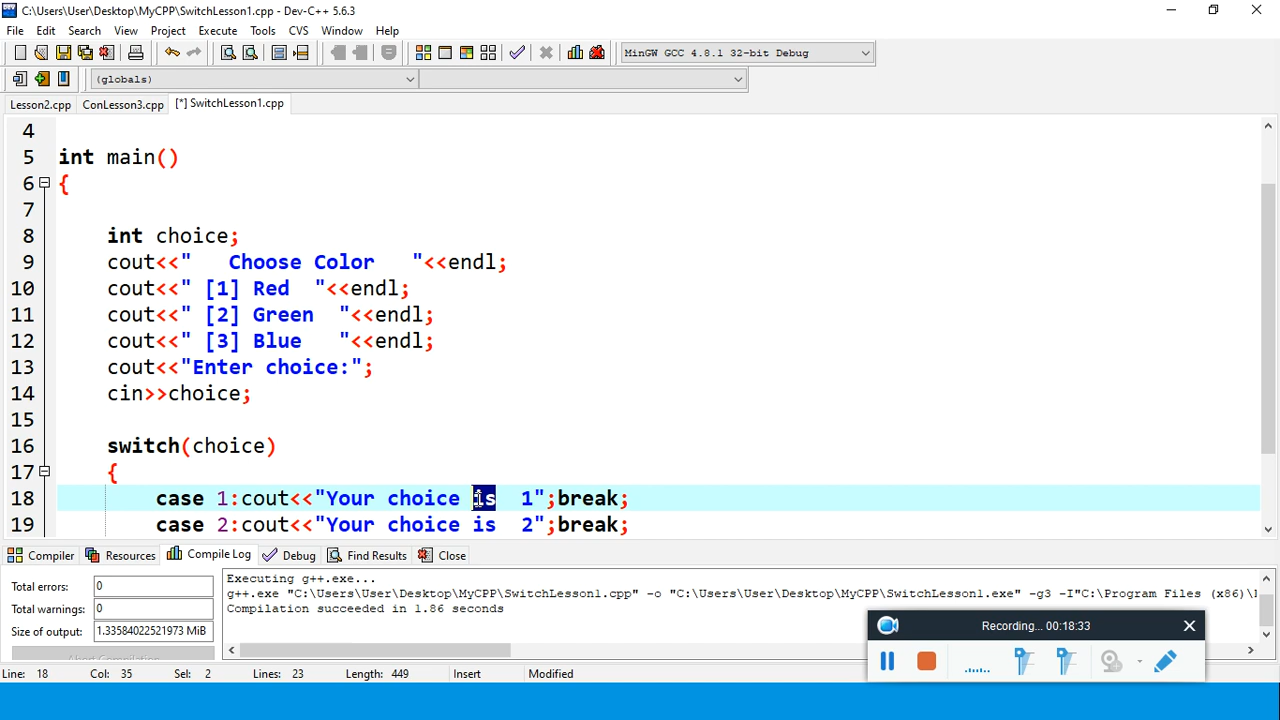 C:\Users\User\Desktop\MyCPP\SwitchLesson1.cpp - Dev-C++ 5.6.3
File Edit Search View Project Execute Tools CVS Window Help
MinGW GCC 4.8.1 32-bit Debug
(globals)
Lesson2.cpp ConLesson3.cpp [*] SwitchLesson1.cpp
4
5 int main()
6 {
7
8 int choice;
9 cout<<"   Choose Color   "<<endl;
10 cout<<" [1] Red  "<<endl;
11 cout<<" [2] Green  "<<endl;
12 cout<<" [3] Blue   "<<endl;
13 cout<<"Enter choice:";
14 cin>>choice;
15
16 switch(choice)
17 {
18 case 1:cout<<"Your choice is  1";break;
19 case 2:cout<<"Your choice is  2";break;
Compiler Resources Compile Log Debug Find Results Close
Total errors: 0
Total warnings: 0
Size of output: 1.33584022521973 MiB
Abort Compilation
Executing g++.exe...
g++.exe "C:\Users\User\Desktop\MyCPP\SwitchLesson1.cpp" -o "C:\Users\User\Desktop\MyCPP\SwitchLesson1.exe" -g3 -I"C:\Program Files (x86)\
Compilation succeeded in 1.86 seconds
Recording... 00:18:33
Line: 18 Col: 35 Sel: 2 Lines: 23 Length: 449 Insert Modified